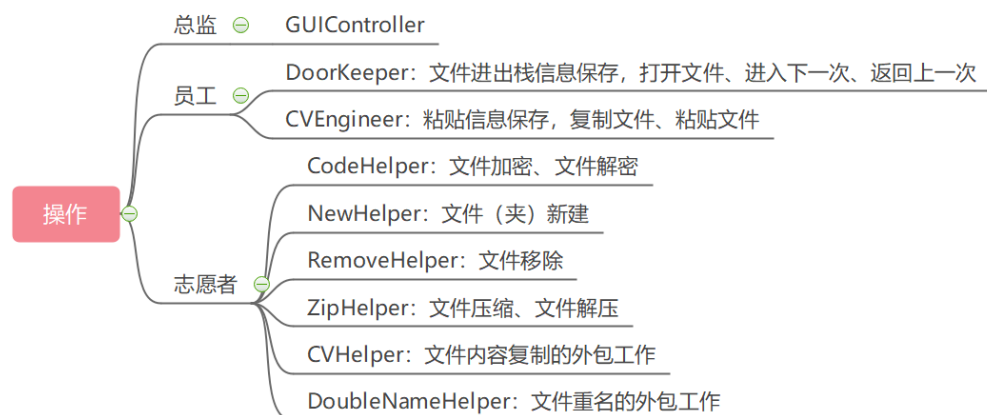 总监
GUIController
DoorKeeper：文件进出栈信息保存，打开文件、进入下一次、返回上一次
员工
CVEngineer：粘贴信息保存，复制文件、粘贴文件
CodeHelper：文件加密、文件解密
操作
NewHelper：文件（夹）新建
RemoveHelper：文件移除
志愿者
ZipHelper：文件压缩、文件解压
CVHelper：文件内容复制的外包工作
DoubleNameHelper：文件重名的外包工作